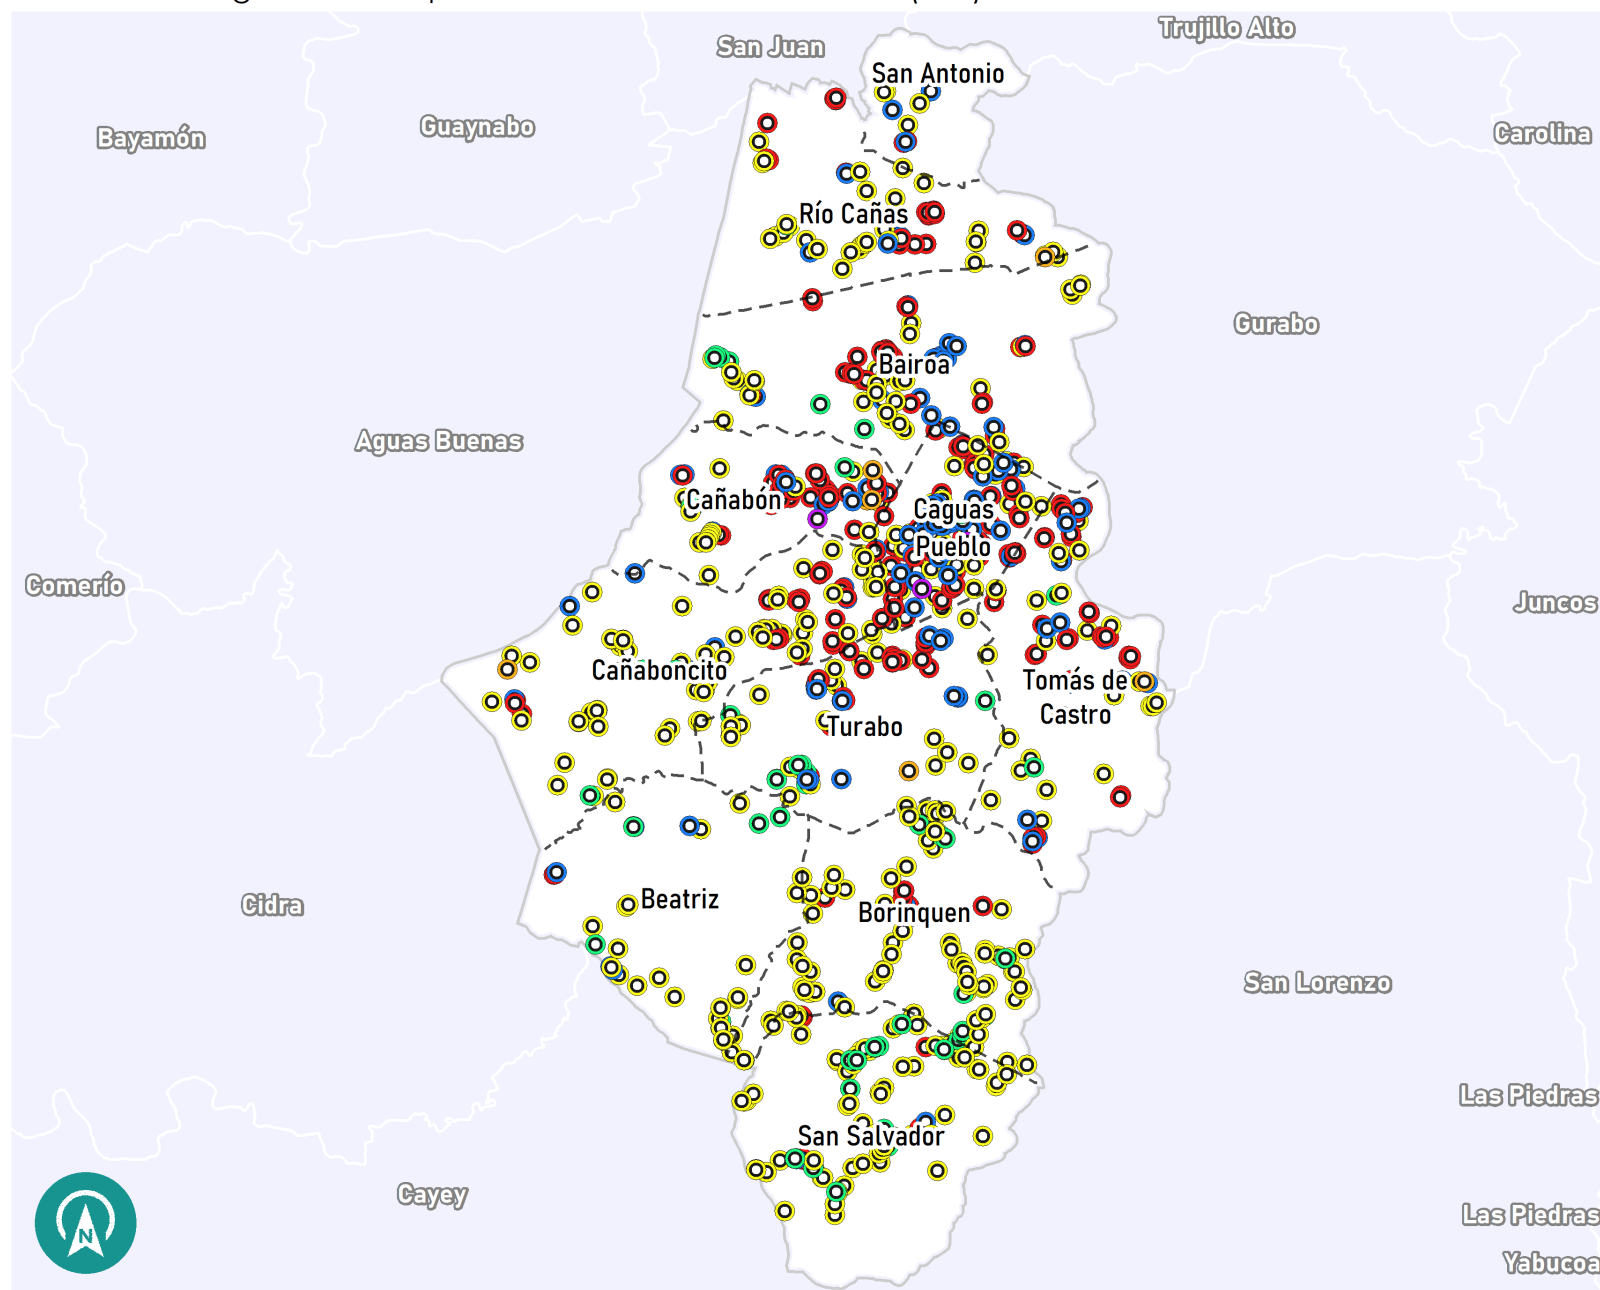 San Juan
Trujillo Alto
San Antonio
Bayamón
Guaynabo
Carolina
Río Cañas
Gurabo
Bairoa
Aguas Buenas
Cañabón
Caguas
Pueblo
Comerío
Juncos
Cañaboncito
Tomás de
Castro
Turabo
Beatriz
Borinquen
Cidra
San Lorenzo
Las Piedras
San Salvador
Cayey
Las Piedras
Yabucoa
N